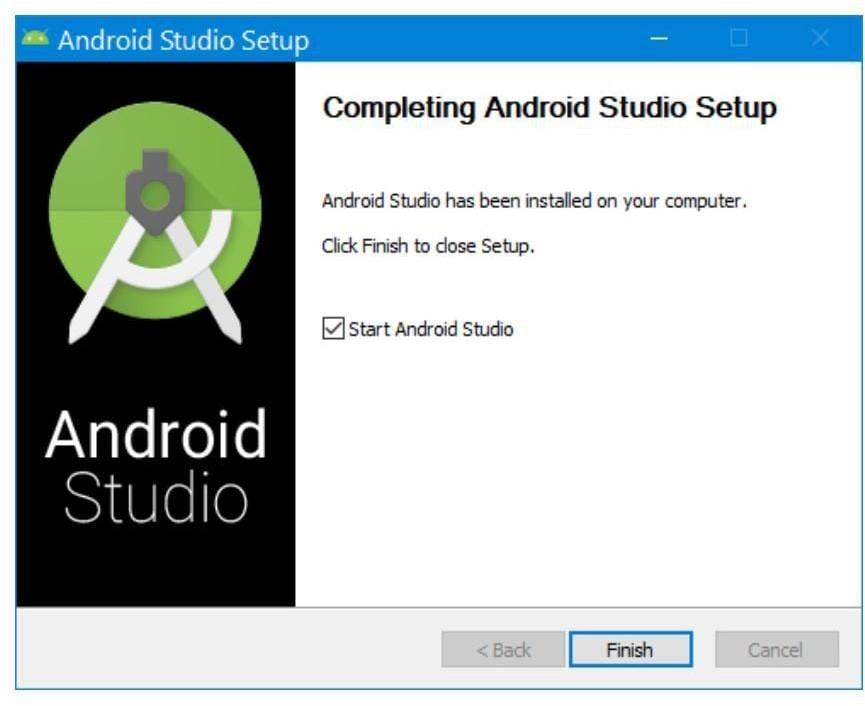 Android Studio Setup
Completing Android Studio Setup
Android Studio has been installed on your computer.
Click Finish to close Setup.
Start Android Studio
Android
Studio
< Back
Finish
Cancel